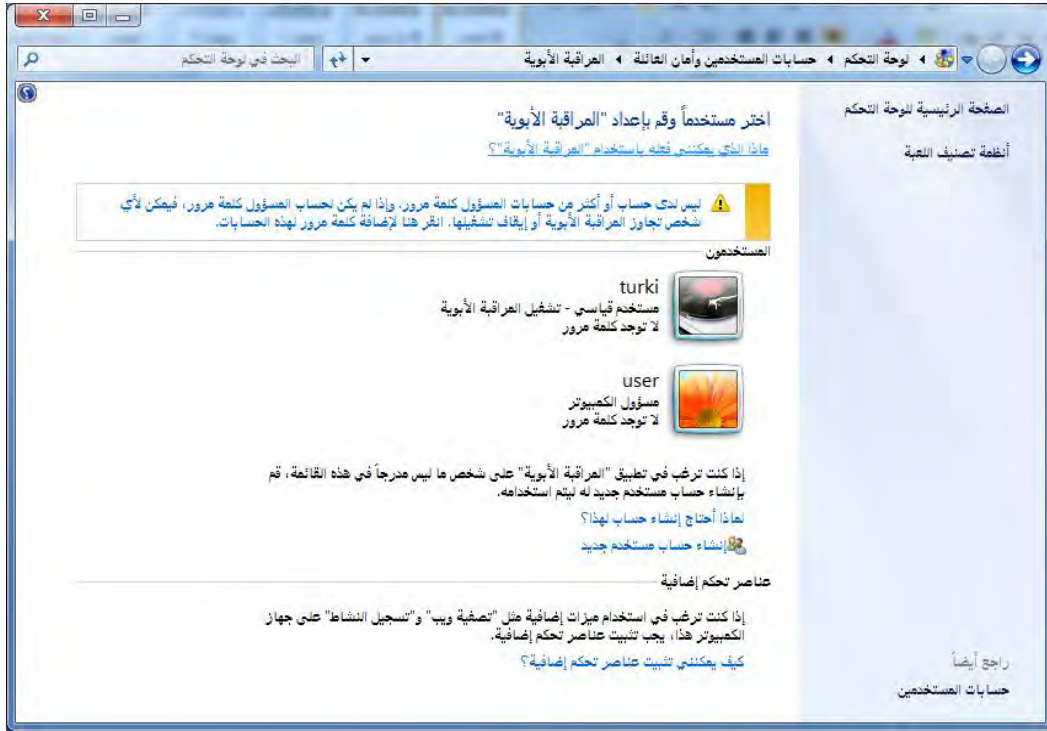 لوحة التحكم
حسابات المستخدمين وأمان العائلة
المراقبة الأبوية
البحث في لوحة التحكم
الصفحة الرئيسية للوحة التحكم
أنظمة تصنيف اللعبة
اختر مستخدماً وقم بإعداد "المراقبة الأبوية"
ماذا الذي يمكنني فعله باستخدام "المراقبة الأبوية"؟
ليس لدى حساب أو أكثر من حسابات المسؤول كلمة مرور، وإذا لم يكن لحساب المسؤول كلمة مرور، فيمكن لأي
شخص تجاوز المراقبة الأبوية أو إيقاف تشغيلها. انقر هنا لإضافة كلمة مرور لهذه الحسابات.
المستخدمون
turki
مستخدم قياسي - تشغيل المراقبة الأبوية
لا توجد كلمة مرور
user
مسؤول الكمبيوتر
لا توجد كلمة مرور
إذا كنت ترغب في تطبيق "المراقبة الأبوية" على شخص ما ليس مدرجاً في هذه القائمة، قم
بإنشاء حساب مستخدم جديد له ليتم استخدامه.
لماذا أحتاج إنشاء حساب لهذا؟
إنشاء حساب مستخدم جديد
عناصر تحكم إضافية
إذا كنت ترغب في استخدام ميزات إضافية مثل "تصفية ويب" و"تسجيل النشاط" على جهاز
الكمبيوتر هذا، يجب تثبيت عناصر تحكم إضافية.
كيف يمكنني تثبيت عناصر تحكم إضافية؟
راجع أيضاً
حسابات المستخدمين